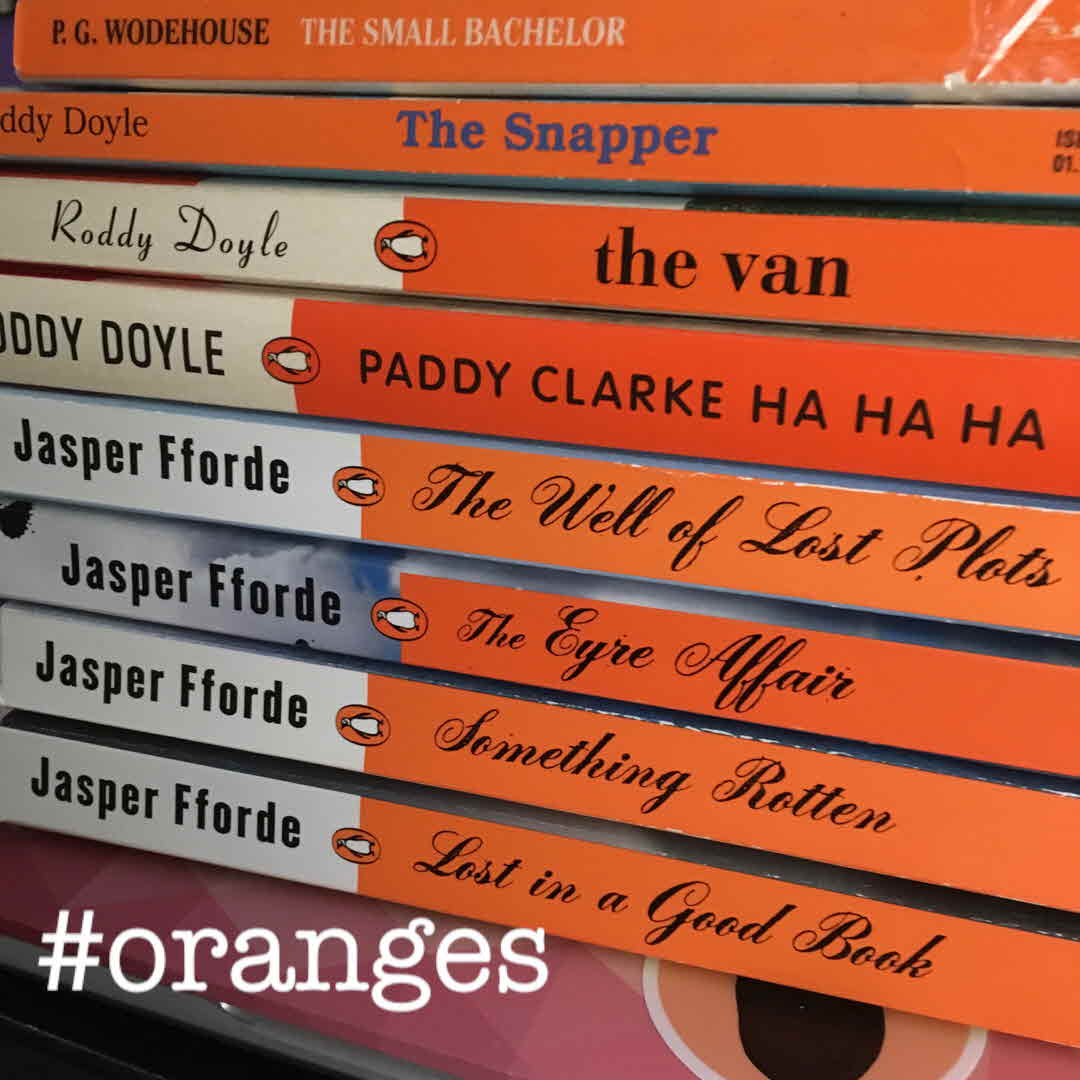 P. G. WODEHOUSE THE SMALL BACHELOR
ddy Doyle The Snapper
01.
Roddy Doyle the van
ODDY DOYLE PADDY CLARKE HA HA HA
Jasper Fforde The Well of Lost Plots
Jasper Fforde The Eyre Affair
Jasper Fforde Something Rotten
Jasper Fforde Lost in a Good Book
#oranges